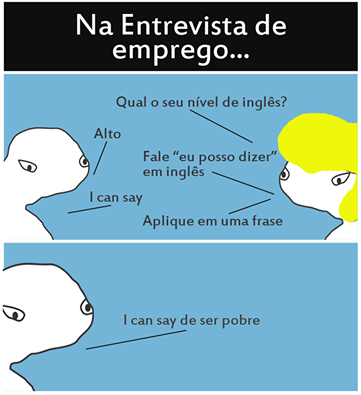 Na Entrevista de
emprego...
Qual o seu nível de inglês?
Alto
Fale “eu posso dizer”
em inglês
I can say
Aplique em uma frase
I can say de ser pobre